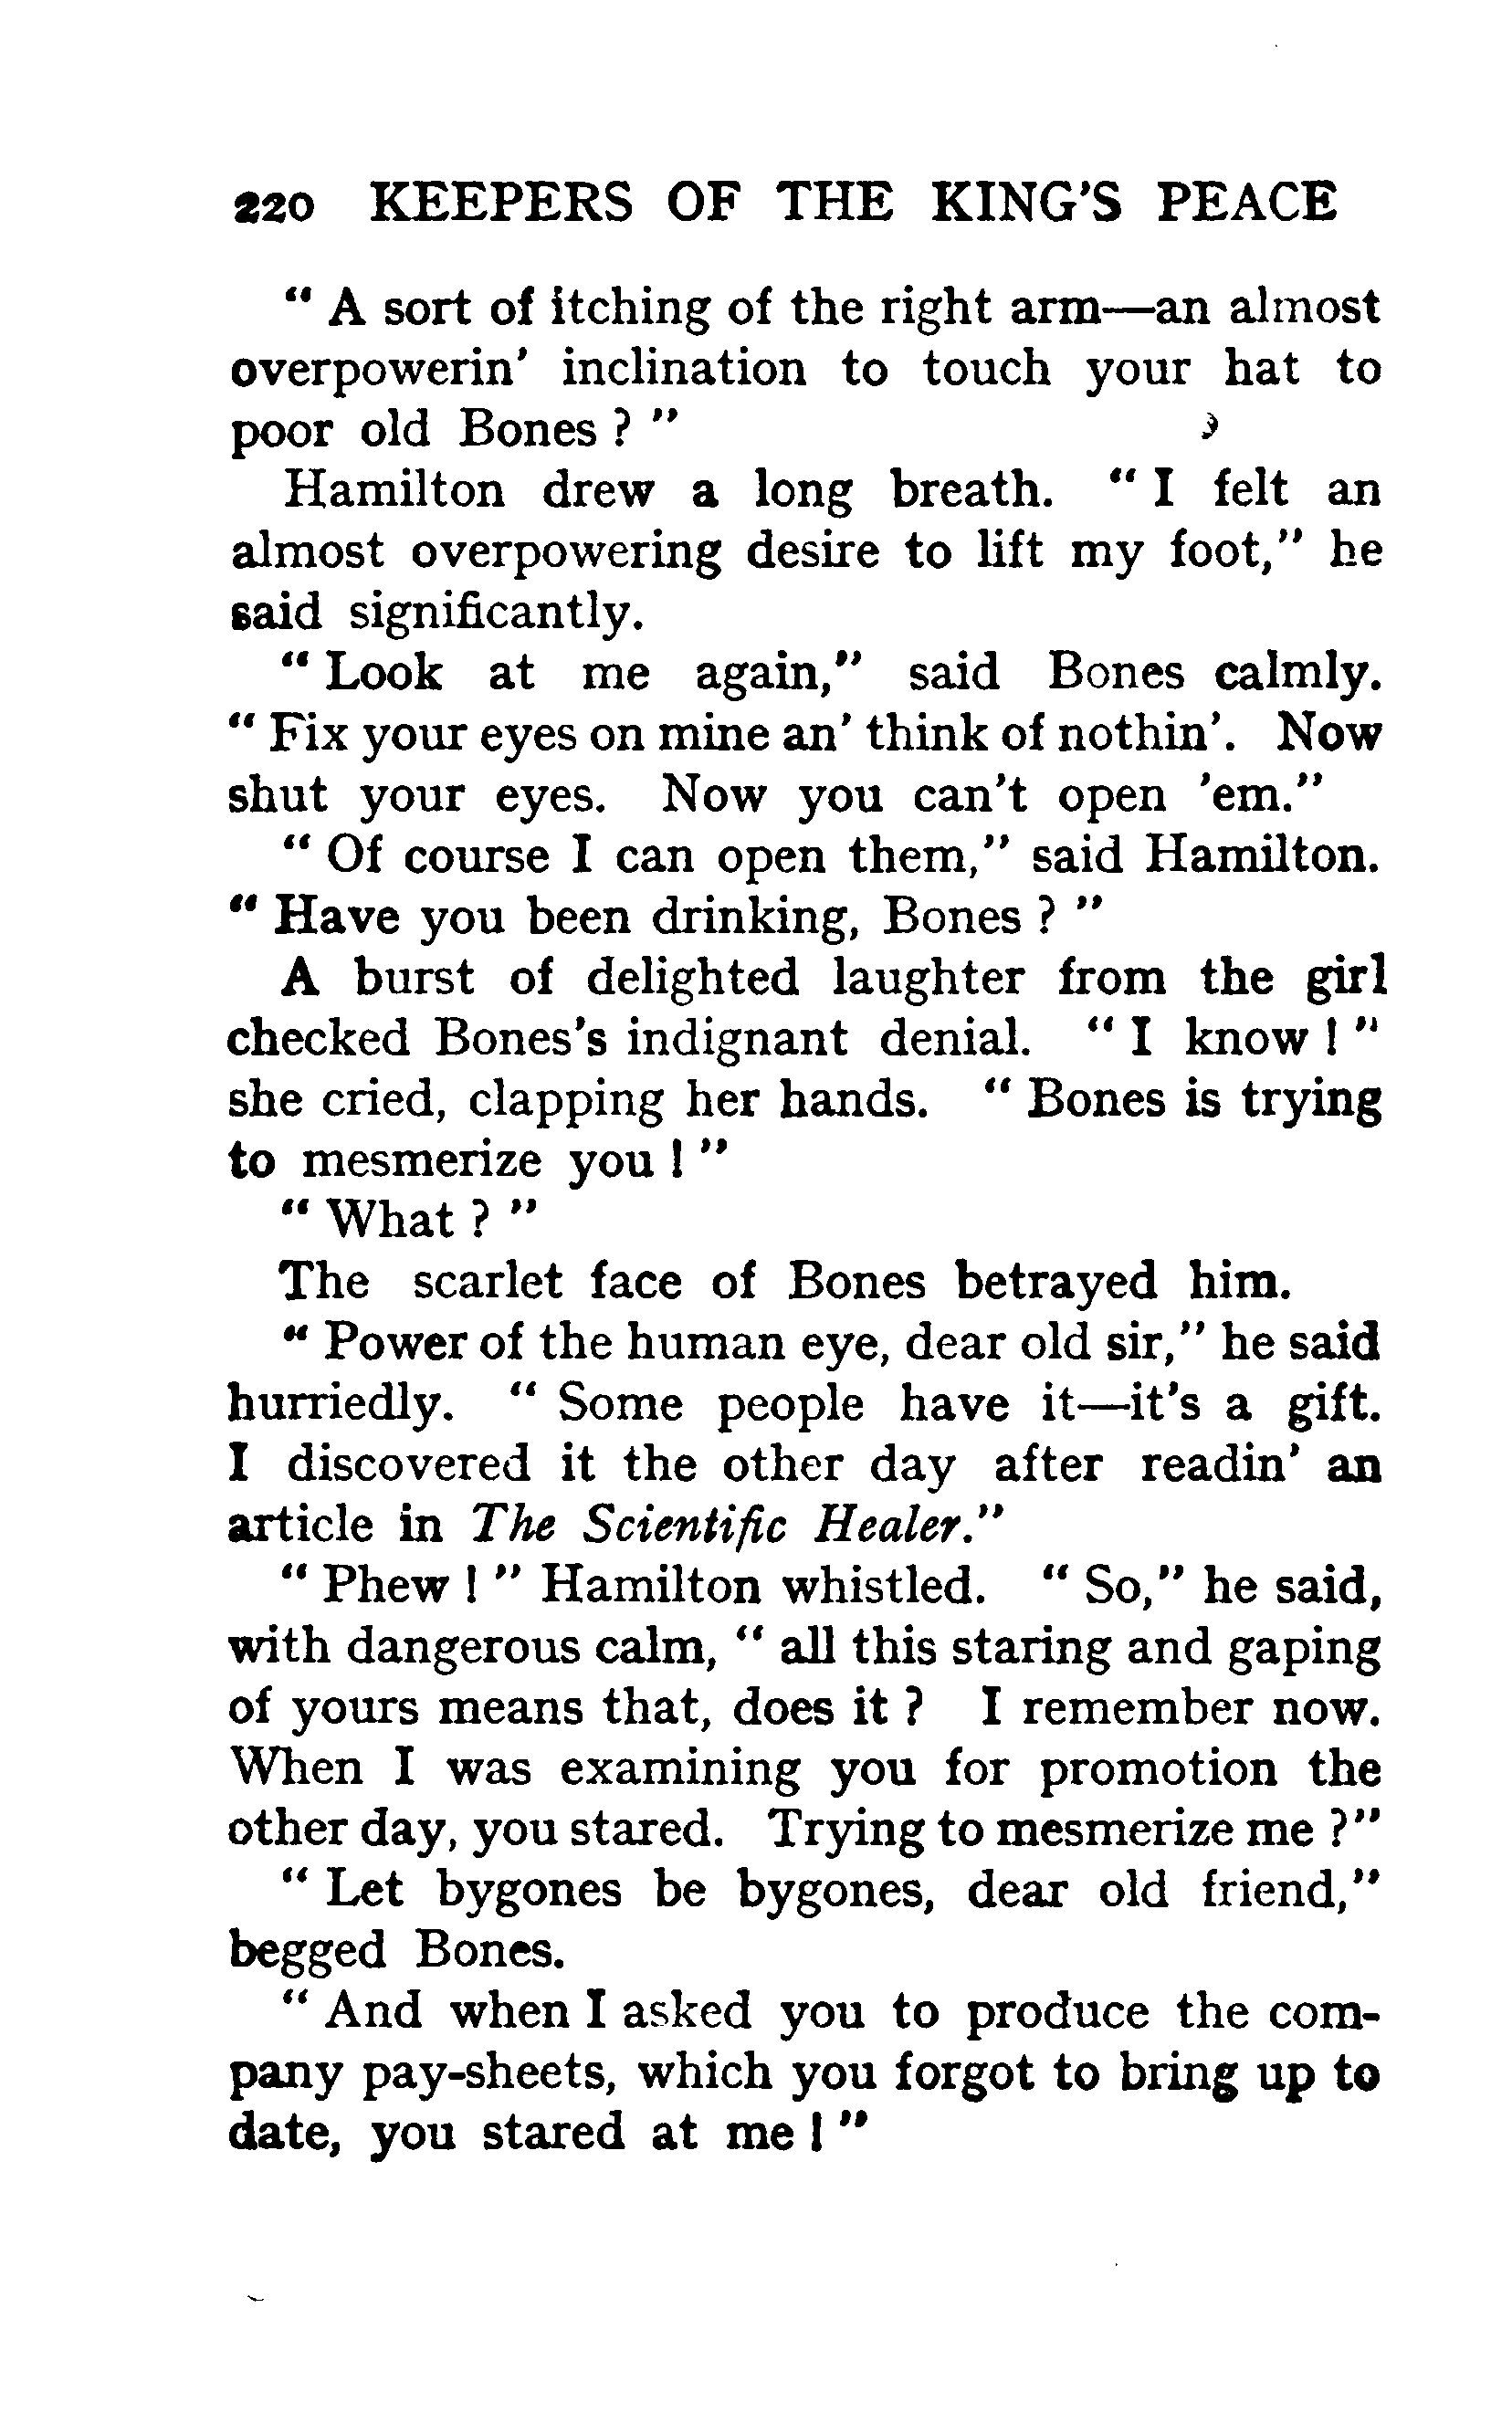 220 KEEPERS OF THE KING'S PEACE
" A sort of itching of the right arm—an almost
overpowerin' inclination to touch your hat to
poor old Bones ? "
Hamilton drew a long breath. " I felt an
almost overpowering desire to lift my foot," he
said significantly.
" Look at me again," said Bones calmly.
" Fix your eyes on mine an' think of nothin'. Now
shut your eyes. Now you can't open 'em."
" Of course I can open them," said Hamilton.
" Have you been drinking, Bones ? "
A burst of delighted laughter from the girl
checked Bones's indignant denial. " I know ! "
she cried, clapping her hands. " Bones is trying
to mesmerize you ! "
" What ? "
The scarlet face of Bones betrayed him.
" Power of the human eye, dear old sir," he said
hurriedly. " Some people have it—it's a gift.
I discovered it the other day after readin' an
article in The Scientific Healer."
" Phew ! " Hamilton whistled. " So," he said,
with dangerous calm, " all this staring and gaping
of yours means that, does it ? I remember now.
When I was examining you for promotion the
other day, you stared. Trying to mesmerize me ?"
" Let bygones be bygones, dear old friend,"
begged Bones.
" And when I asked you to produce the com-
pany pay-sheets, which you forgot to bring up to
date, you stared at me ! "